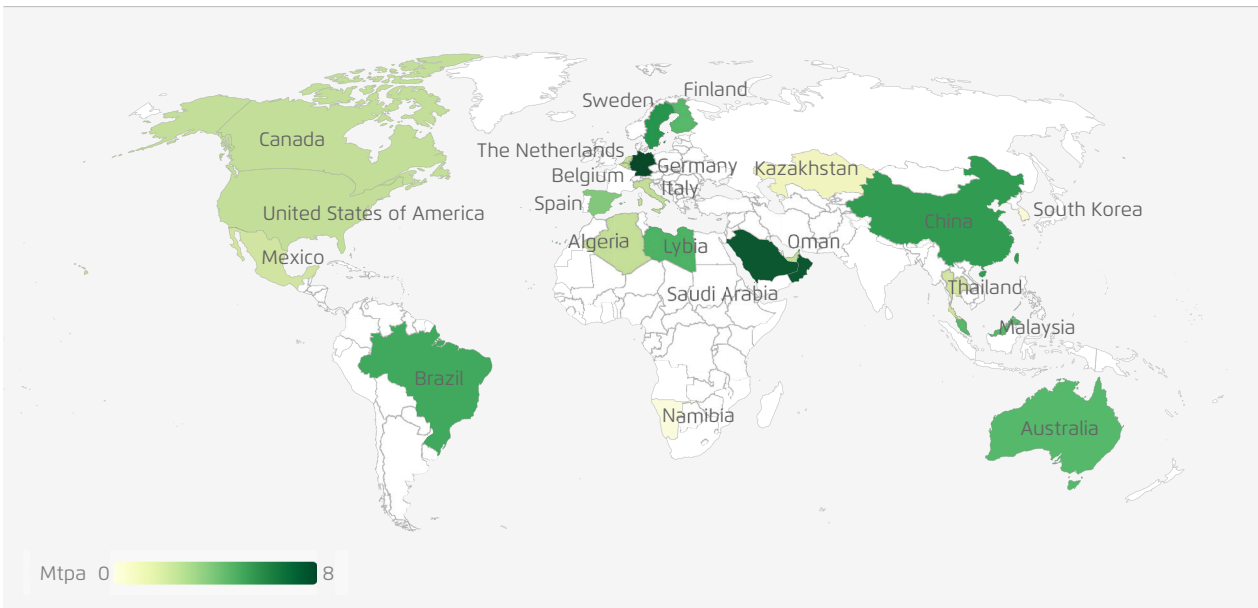 Finland
Sweden
Canada
The Netherlands
Germany
Kazakhstan
Belgium
Italy
Spain
South Korea
United States of America
China
Algeria
Lybia
Oman
Mexico
Thailand
Saudi Arabia
Malaysia
Brazil
Namibia
Australia
Mtpa 0 8